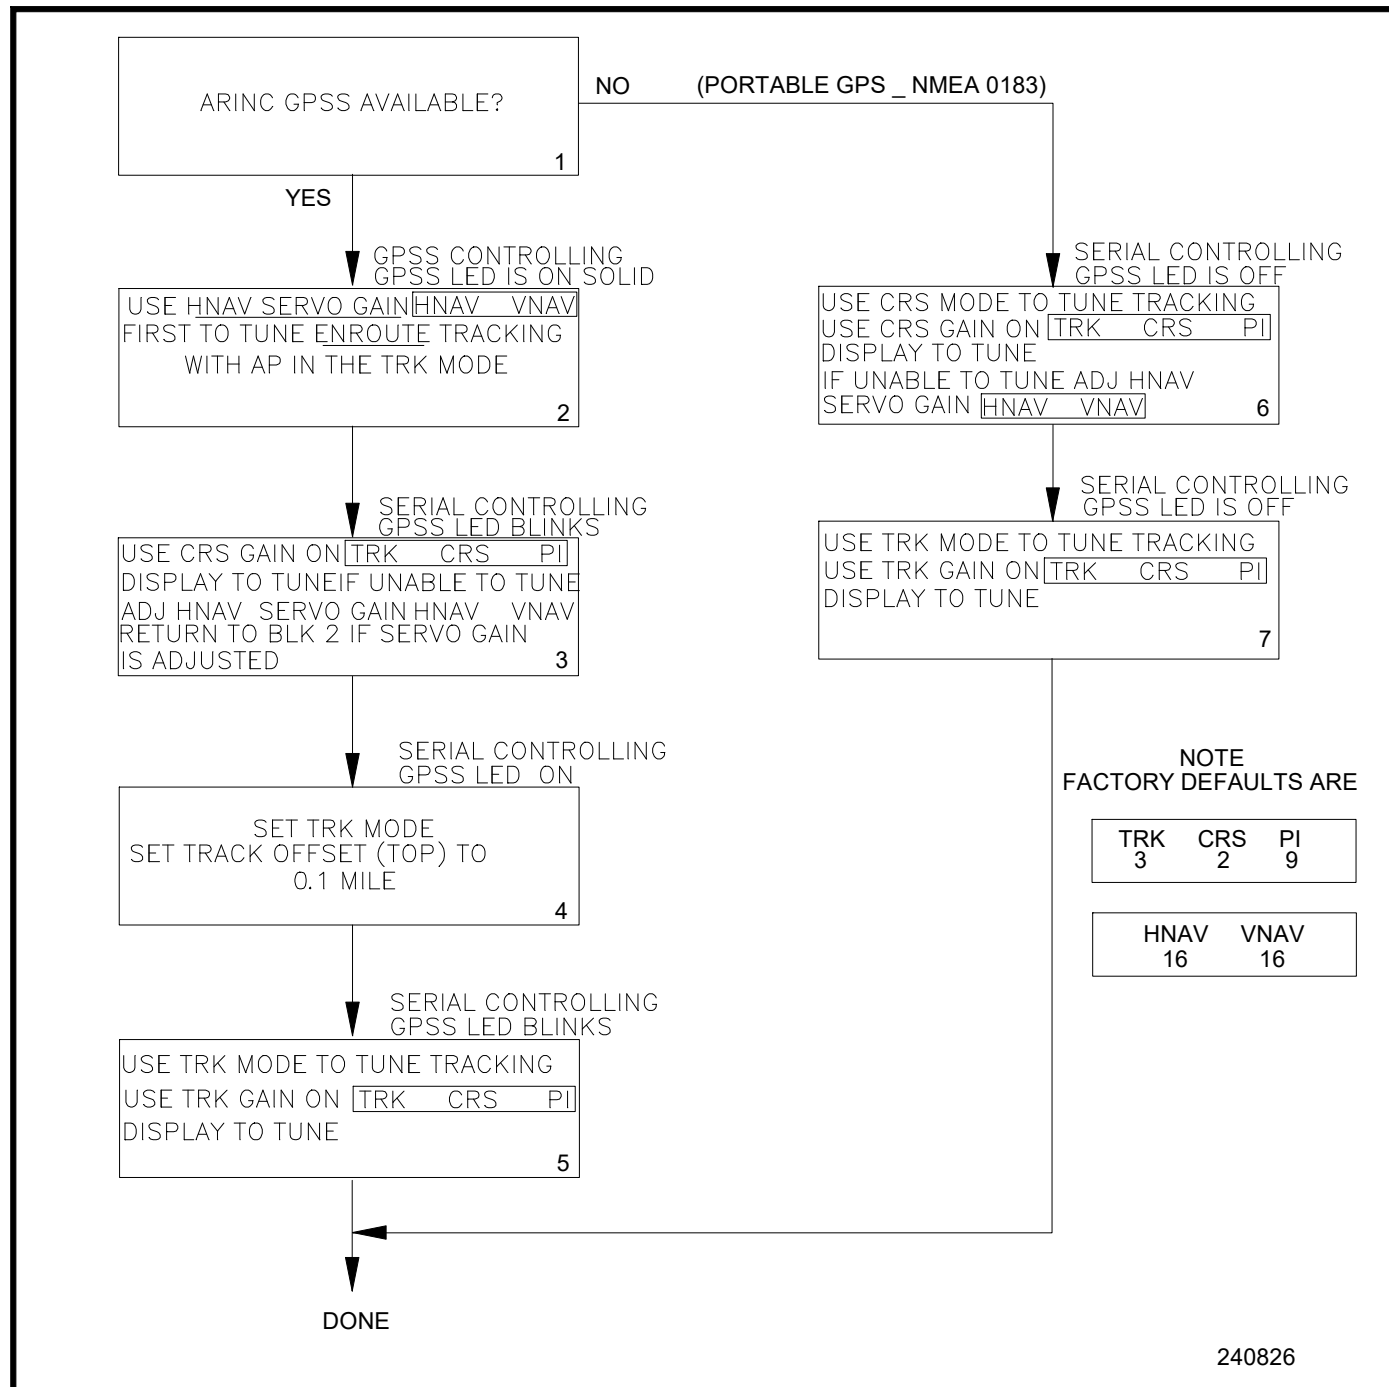 ARINC GPSS AVAILABLE?
1
NO (PORTABLE GPS _ NMEA 0183)
YES
GPSS CONTROLLING
GPSS LED IS ON SOLID
USE HNAV SERVO GAIN HNAV VNAV
FIRST TO TUNE ENROUTE TRACKING
WITH AP IN THE TRK MODE
2
SERIAL CONTROLLING
GPSS LED BLINKS
USE CRS GAIN ON TRK CRS PI
DISPLAY TO TUNEIF UNABLE TO TUNE
ADJ HNAV SERVO GAIN HNAV VNAV
RETURN TO BLK 2 IF SERVO GAIN
IS ADJUSTED
3
SERIAL CONTROLLING
GPSS LED ON
SET TRK MODE
SET TRACK OFFSET (TOP) TO
0.1 MILE
4
SERIAL CONTROLLING
GPSS LED BLINKS
USE TRK MODE TO TUNE TRACKING
USE TRK GAIN ON TRK CRS PI
DISPLAY TO TUNE
5
DONE
SERIAL CONTROLLING
GPSS LED IS OFF
USE CRS MODE TO TUNE TRACKING
USE CRS GAIN ON TRK CRS PI
DISPLAY TO TUNE
IF UNABLE TO TUNE ADJ HNAV
SERVO GAIN HNAV VNAV
6
SERIAL CONTROLLING
GPSS LED IS OFF
USE TRK MODE TO TUNE TRACKING
USE TRK GAIN ON TRK CRS PI
DISPLAY TO TUNE
7
NOTE
FACTORY DEFAULTS ARE
TRK CRS PI
3 2 9
HNAV VNAV
16 16
240826